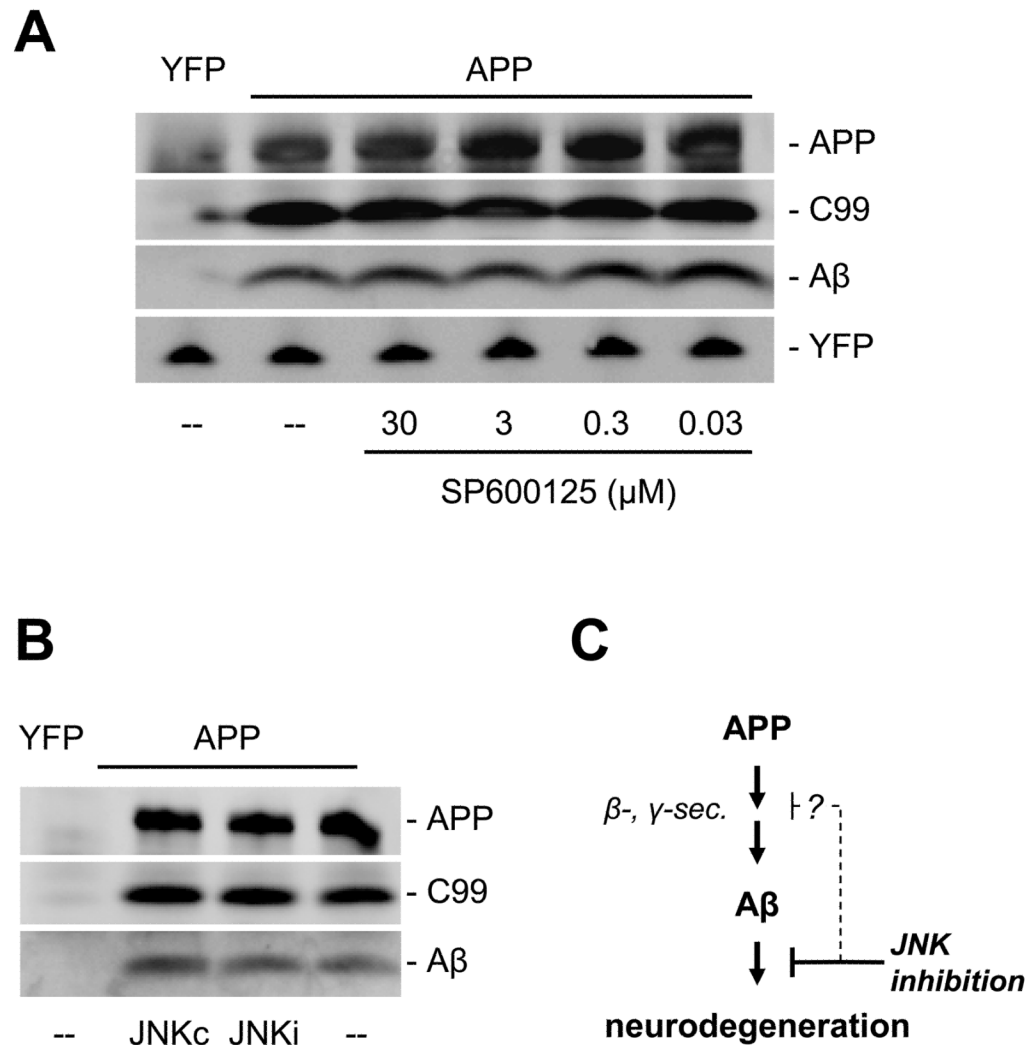 A
YFP APP
- APP
- C99
- Aβ
- YFP
-- -- 30 3 0.3 0.03
SP600125 (μM)
B
YFP APP
- APP
- C99
- Aβ
-- JNKc JNKi --
C
APP
β-, γ-sec. ?
Aβ
JNK
inhibition
neurodegeneration